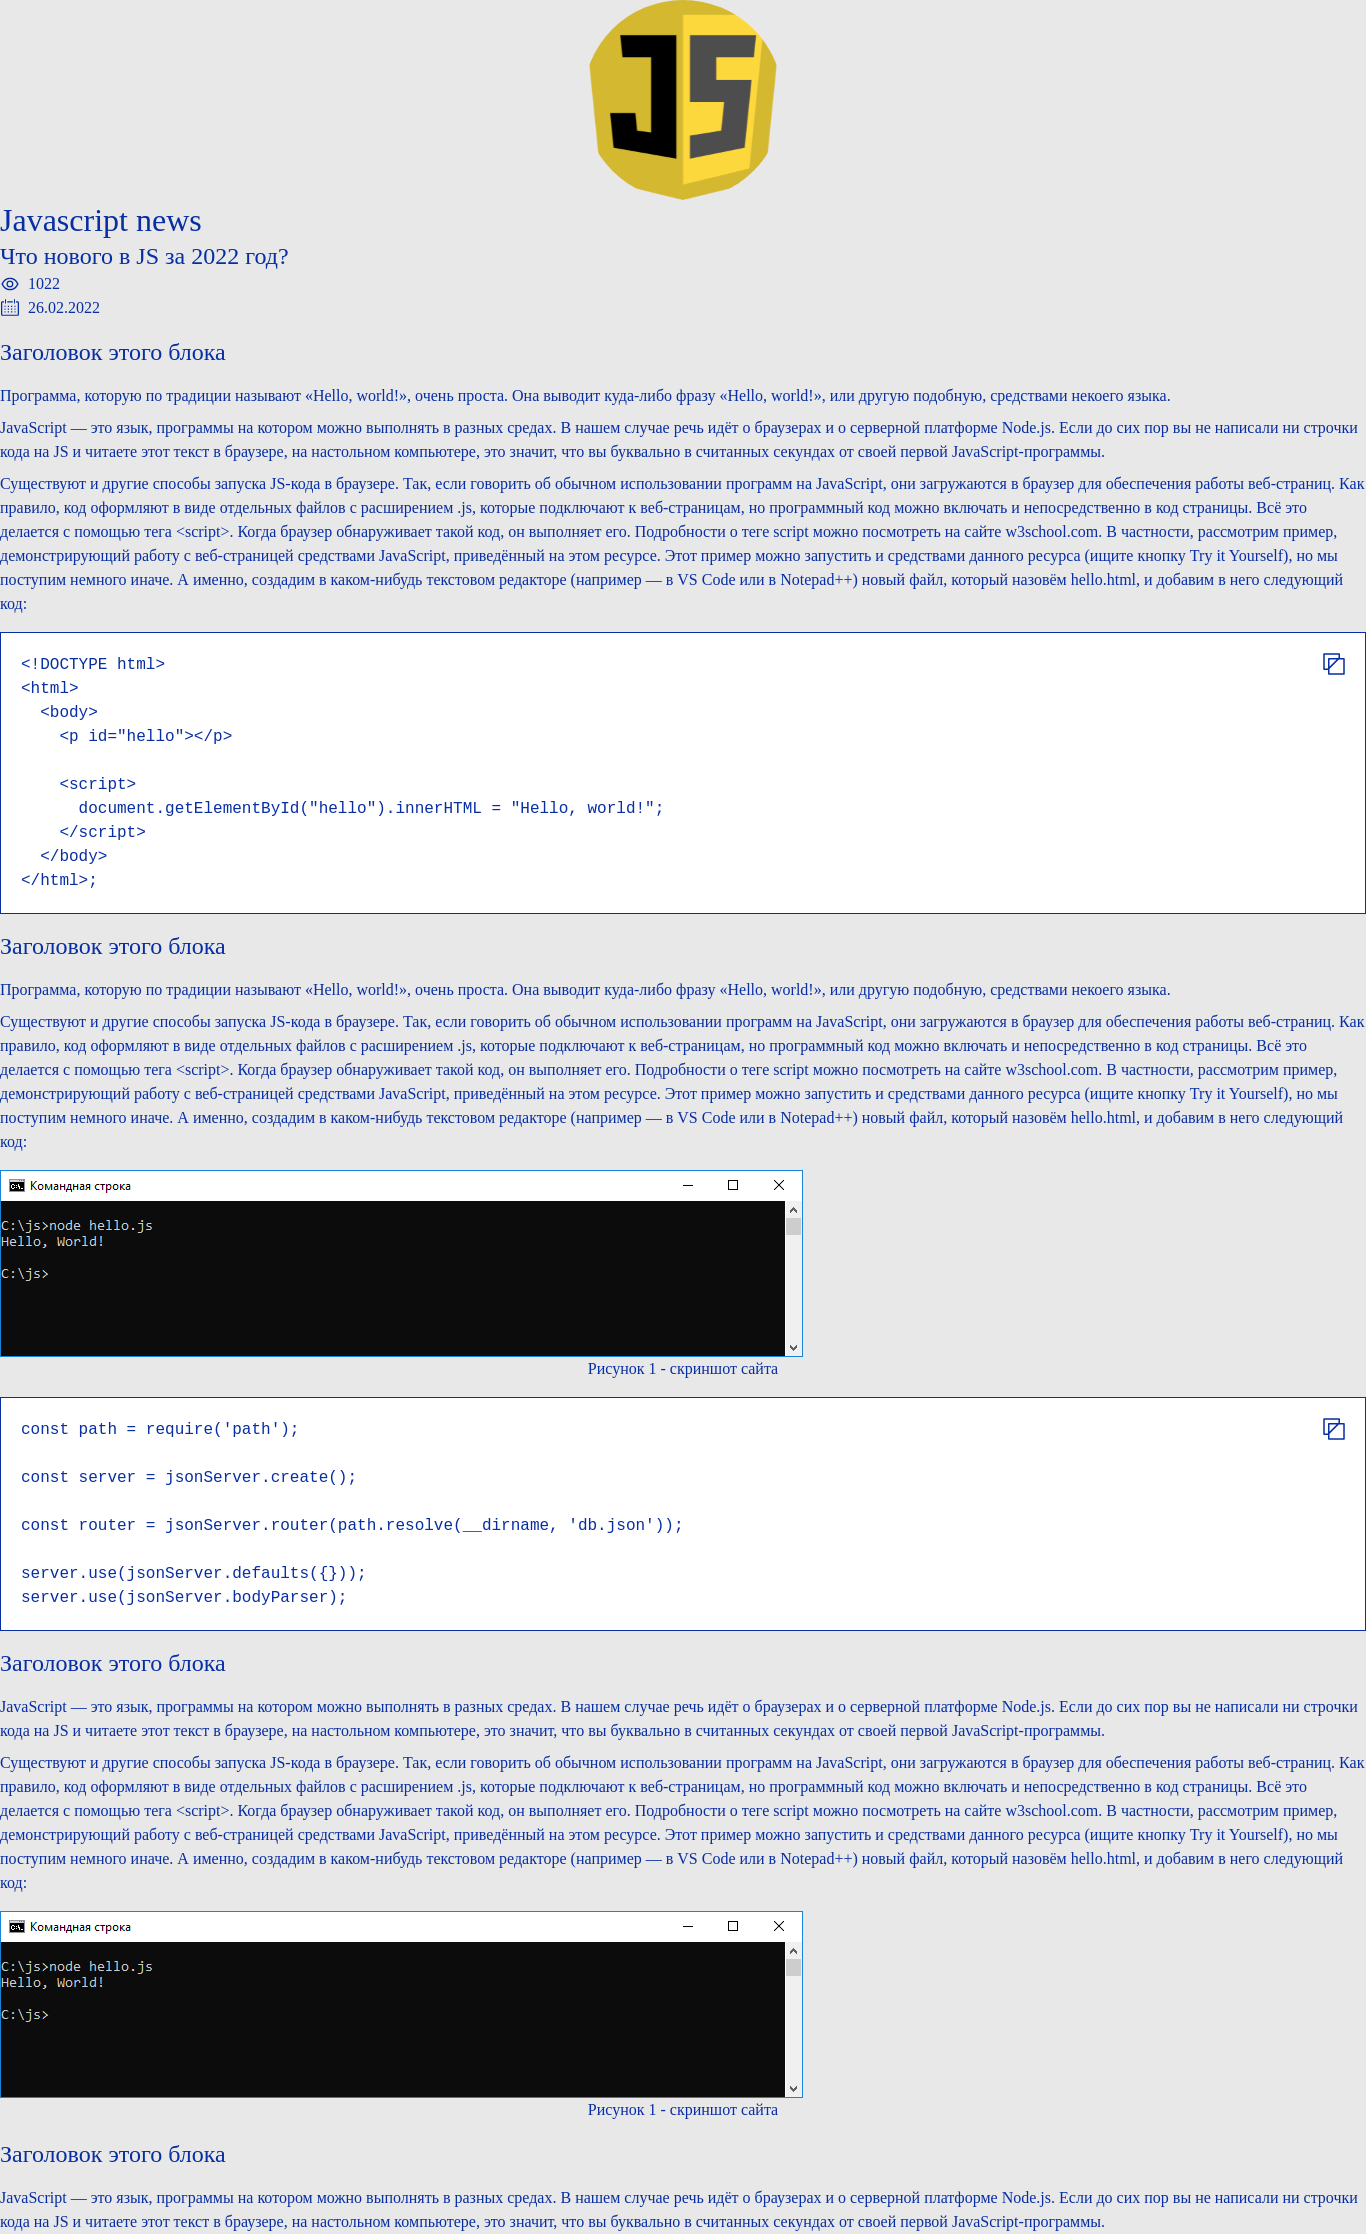 JS
Javascript news
Что нового в JS за 2022 год?
1022
26.02.2022
Заголовок этого блока
Программа, которую по традиции называют «Hello, world!», очень проста. Она выводит куда-либо фразу «Hello, world!», или другую подобную, средствами некоего языка.
JavaScript — это язык, программы на котором можно выполнять в разных средах. В нашем случае речь идёт о браузерах и о серверной платформе Node.js. Если до сих пор вы не написали ни строчки
кода на JS и читаете этот текст в браузере, на настольном компьютере, это значит, что вы буквально в считанных секундах от своей первой JavaScript-программы.
Существуют и другие способы запуска JS-кода в браузере. Так, если говорить об обычном использовании программ на JavaScript, они загружаются в браузер для обеспечения работы веб-страниц. Как
правило, код оформляют в виде отдельных файлов с расширением .js, которые подключают к веб-страницам, но программный код можно включать и непосредственно в код страницы. Всё это
делается с помощью тега <script>. Когда браузер обнаруживает такой код, он выполняет его. Подробности о теге script можно посмотреть на сайте w3school.com. В частности, рассмотрим пример,
демонстрирующий работу с веб-страницей средствами JavaScript, приведённый на этом ресурсе. Этот пример можно запустить и средствами данного ресурса (ищите кнопку Try it Yourself), но мы
поступим немного иначе. А именно, создадим в каком-нибудь текстовом редакторе (например — в VS Code или в Notepad++) новый файл, который назовём hello.html, и добавим в него следующий
код:
<!DOCTYPE html>
<html>
  <body>
    <p id="hello"></p>
    <script>
      document.getElementById("hello").innerHTML = "Hello, world!";
    </script>
  </body>
</html>;
Заголовок этого блока
Программа, которую по традиции называют «Hello, world!», очень проста. Она выводит куда-либо фразу «Hello, world!», или другую подобную, средствами некоего языка.
Существуют и другие способы запуска JS-кода в браузере. Так, если говорить об обычном использовании программ на JavaScript, они загружаются в браузер для обеспечения работы веб-страниц. Как
правило, код оформляют в виде отдельных файлов с расширением .js, которые подключают к веб-страницам, но программный код можно включать и непосредственно в код страницы. Всё это
делается с помощью тега <script>. Когда браузер обнаруживает такой код, он выполняет его. Подробности о теге script можно посмотреть на сайте w3school.com. В частности, рассмотрим пример,
демонстрирующий работу с веб-страницей средствами JavaScript, приведённый на этом ресурсе. Этот пример можно запустить и средствами данного ресурса (ищите кнопку Try it Yourself), но мы
поступим немного иначе. А именно, создадим в каком-нибудь текстовом редакторе (например — в VS Code или в Notepad++) новый файл, который назовём hello.html, и добавим в него следующий
код:
Командная строка
C:\js>node hello.js
Hello, World!
C:\js>
Рисунок 1 - скриншот сайта
const path = require('path');
const server = jsonServer.create();
const router = jsonServer.router(path.resolve(__dirname, 'db.json'));
server.use(jsonServer.defaults({}));
server.use(jsonServer.bodyParser);
Заголовок этого блока
JavaScript — это язык, программы на котором можно выполнять в разных средах. В нашем случае речь идёт о браузерах и о серверной платформе Node.js. Если до сих пор вы не написали ни строчки
кода на JS и читаете этот текст в браузере, на настольном компьютере, это значит, что вы буквально в считанных секундах от своей первой JavaScript-программы.
Существуют и другие способы запуска JS-кода в браузере. Так, если говорить об обычном использовании программ на JavaScript, они загружаются в браузер для обеспечения работы веб-страниц. Как
правило, код оформляют в виде отдельных файлов с расширением .js, которые подключают к веб-страницам, но программный код можно включать и непосредственно в код страницы. Всё это
делается с помощью тега <script>. Когда браузер обнаруживает такой код, он выполняет его. Подробности о теге script можно посмотреть на сайте w3school.com. В частности, рассмотрим пример,
демонстрирующий работу с веб-страницей средствами JavaScript, приведённый на этом ресурсе. Этот пример можно запустить и средствами данного ресурса (ищите кнопку Try it Yourself), но мы
поступим немного иначе. А именно, создадим в каком-нибудь текстовом редакторе (например — в VS Code или в Notepad++) новый файл, который назовём hello.html, и добавим в него следующий
код:
Командная строка
C:\js>node hello.js
Hello, World!
C:\js>
Рисунок 1 - скриншот сайта
Заголовок этого блока
JavaScript — это язык, программы на котором можно выполнять в разных средах. В нашем случае речь идёт о браузерах и о серверной платформе Node.js. Если до сих пор вы не написали ни строчки
кода на JS и читаете этот текст в браузере, на настольном компьютере, это значит, что вы буквально в считанных секундах от своей первой JavaScript-программы.